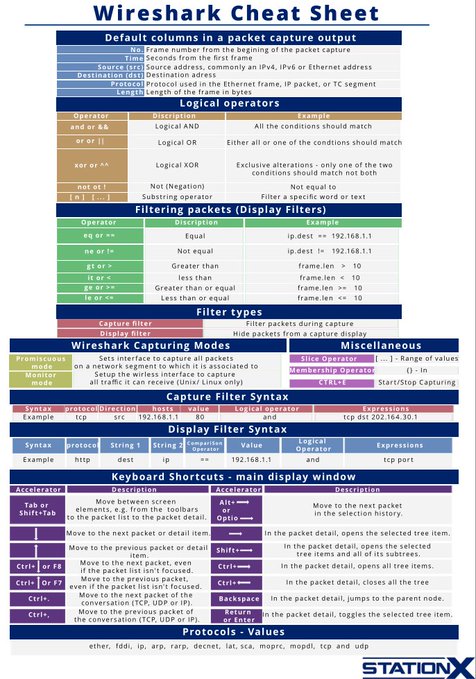 Wireshark Cheat Sheet
Default columns in a packet capture output
No. Frame number from the begining of the packet capture
Time Seconds from the first frame
Source (src) Source address, commonly an IPv4, IPv6 or Ethernet address
Destination (dst) Destination adress
Protocol Protocol used in the Ethernet frame, IP packet, or TC segment
Length Length of the frame in bytes
Logical operators
Operator Discription Example
and or && Logical AND All the conditions should match
or or || Logical OR Either all or one of the condtions should match
xor or ^^ Logical XOR Exclusive alterations - only one of the two
conditions should match not both
not ot ! Not (Negation) Not equal to
[ n ] [ ... ] Substring operator Filter a specific word or text
Filtering packets (Display Filters)
Operator Discription Example
eq or == Equal ip.dest == 192.168.1.1
ne or != Not equal ip.dest != 192.168.1.1
gt or > Greater than frame.len > 10
it or < less than frame.len < 10
ge or >= Greater than or equal frame.len >= 10
le or <= Less than or equal frame.len <= 10
Filter types
Capture filter Filter packets during capture
Display filter Hide packets from a capture display
Wireshark Capturing Modes
Promiscuous
mode
Sets interface to capture all packets
on a network segment to which it is associated to
Monitor
mode
Setup the wirless interface to capture
all traffic it can receive (Unix/ Linux only)
Miscellaneous
Slice Operator [ ... ] - Range of values
Membership Operator {} - In
CTRL+E Start/Stop Capturing
Capture Filter Syntax
Syntax protocol Direction hosts value Logical operator Expressions
Example tcp src 192.168.1.1 80 and tcp dst 202.164.30.1
Display Filter Syntax
Syntax protocol String 1 String 2 Comparison
Operator Value Logical
Operator Expressions
Example http dest ip == 192.168.1.1 and tcp port
Keyboard Shortcuts - main display window
Accelerator Description Accelerator Description
Tab or
Shift+Tab
Move between screen
elements, e.g. from the toolbars
to the packet list to the packet detail.
Alt+ →
or
Optio →
Move to the next packet
in the selection history.
↓ Move to the next packet or detail item.
→ In the packet detail, opens the selected tree item.
↑ Move to the previous packet or detail
item.
Shift+ →
In the packet detail, opens the selected
tree items and all of its subtrees.
Ctrl+ ↓ or F8
Move to the next packet, even
if the packet list isn't focused.
Ctrl+ → In the packet detail, opens all tree items.
Ctrl+ ↑ Or F7
Move to the previous packet,
even if the packet list isn't focused.
Ctrl+ ← In the packet detail, closes all the tree
Ctrl+.
Move to the next packet of the
conversation (TCP, UDP or IP).
Backspace In the packet detail, jumps to the parent node.
Ctrl+,
Move to the previous packet of
the conversation (TCP, UDP or IP).
Return
or Enter
In the packet detail, toggles the selected tree item.
Protocols - Values
ether, fddi, ip, arp, rarp, decnet, lat, sca, moprc, mopdl, tcp and udp
STATIONX